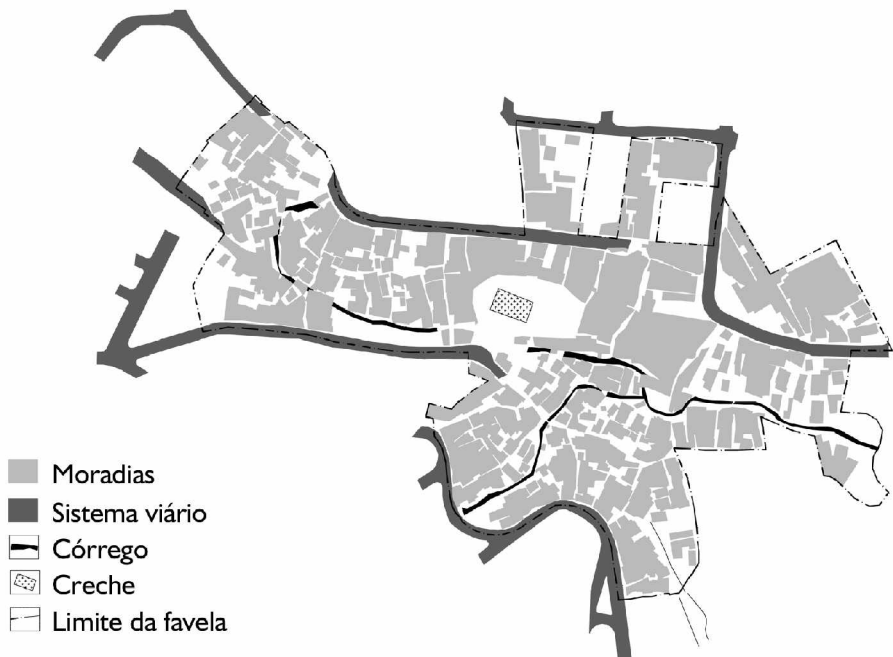 Moradias
Sistema viário
Córrego
Creche
Limite da favela